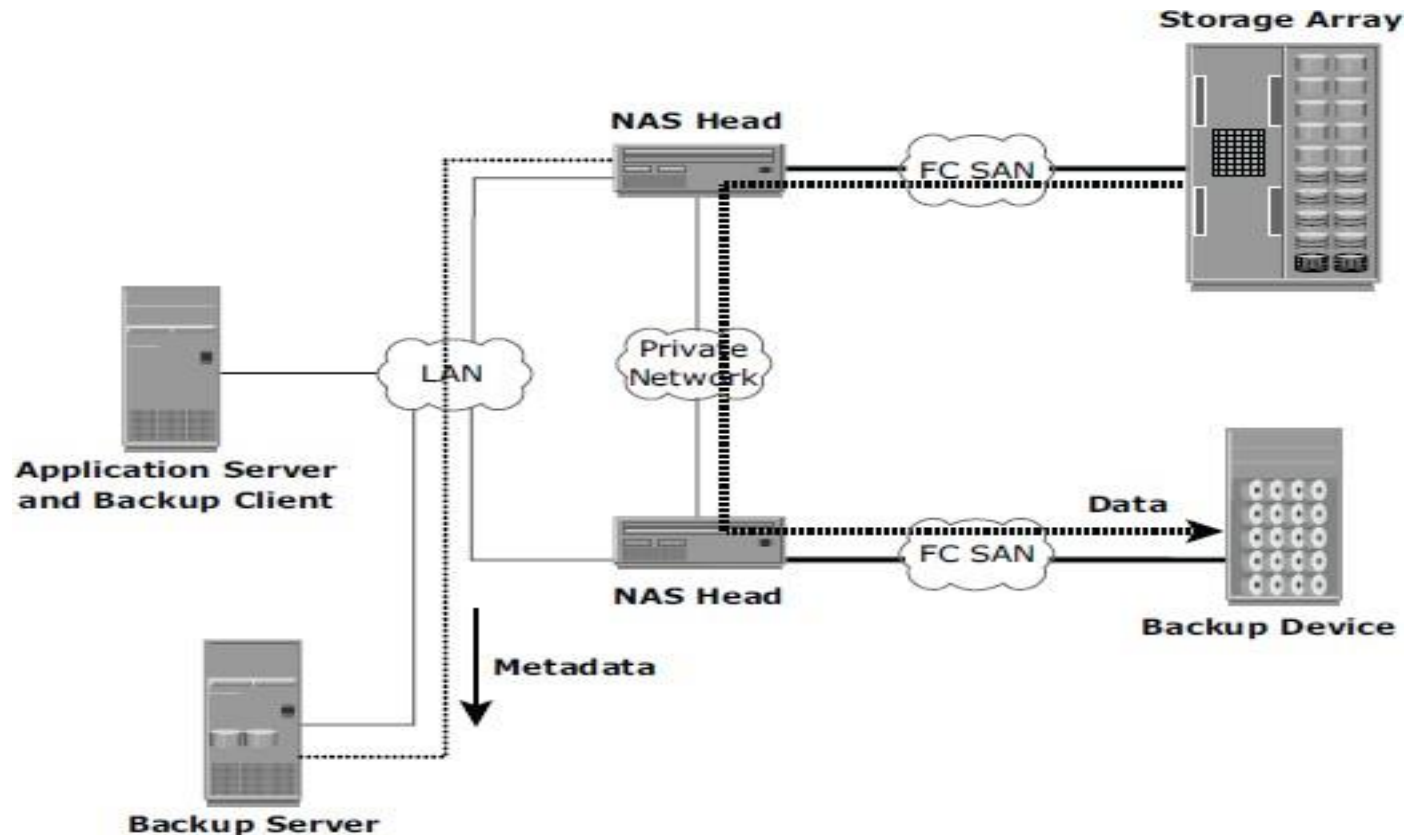 Storage Array
NAS Head
FC SAN
LAN
Private
Network
Application Server
and Backup Client
Data
FC SAN
NAS Head
Backup Device
Metadata
Backup Server